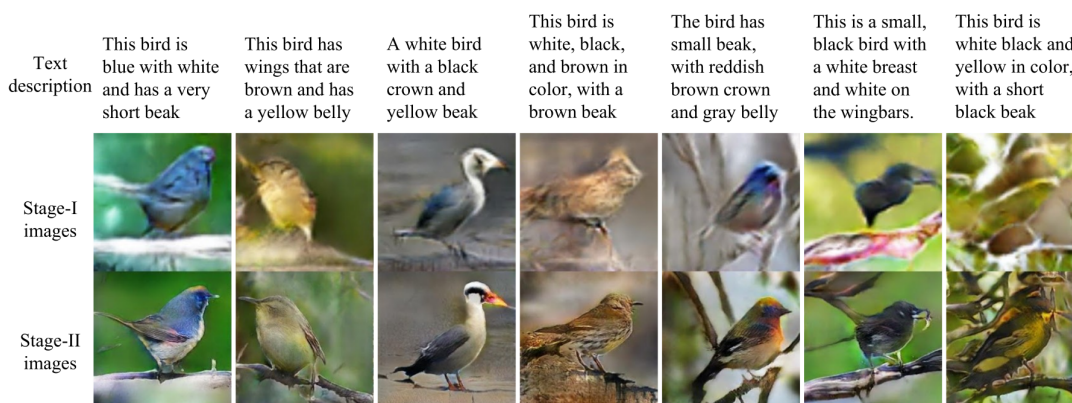 Text
description
This bird is
blue with white
and has a very
short beak
This bird has
wings that are
brown and has
a yellow belly
A white bird
with a black
crown and
yellow beak
This bird is
white, black,
and brown in
color, with a
brown beak
The bird has
small beak,
with reddish
brown crown
and gray belly
This is a small,
black bird with
a white breast
and white on
the wingbars.
This bird is
white black and
yellow in color,
with a short
black beak
Stage-I
images
Stage-II
images